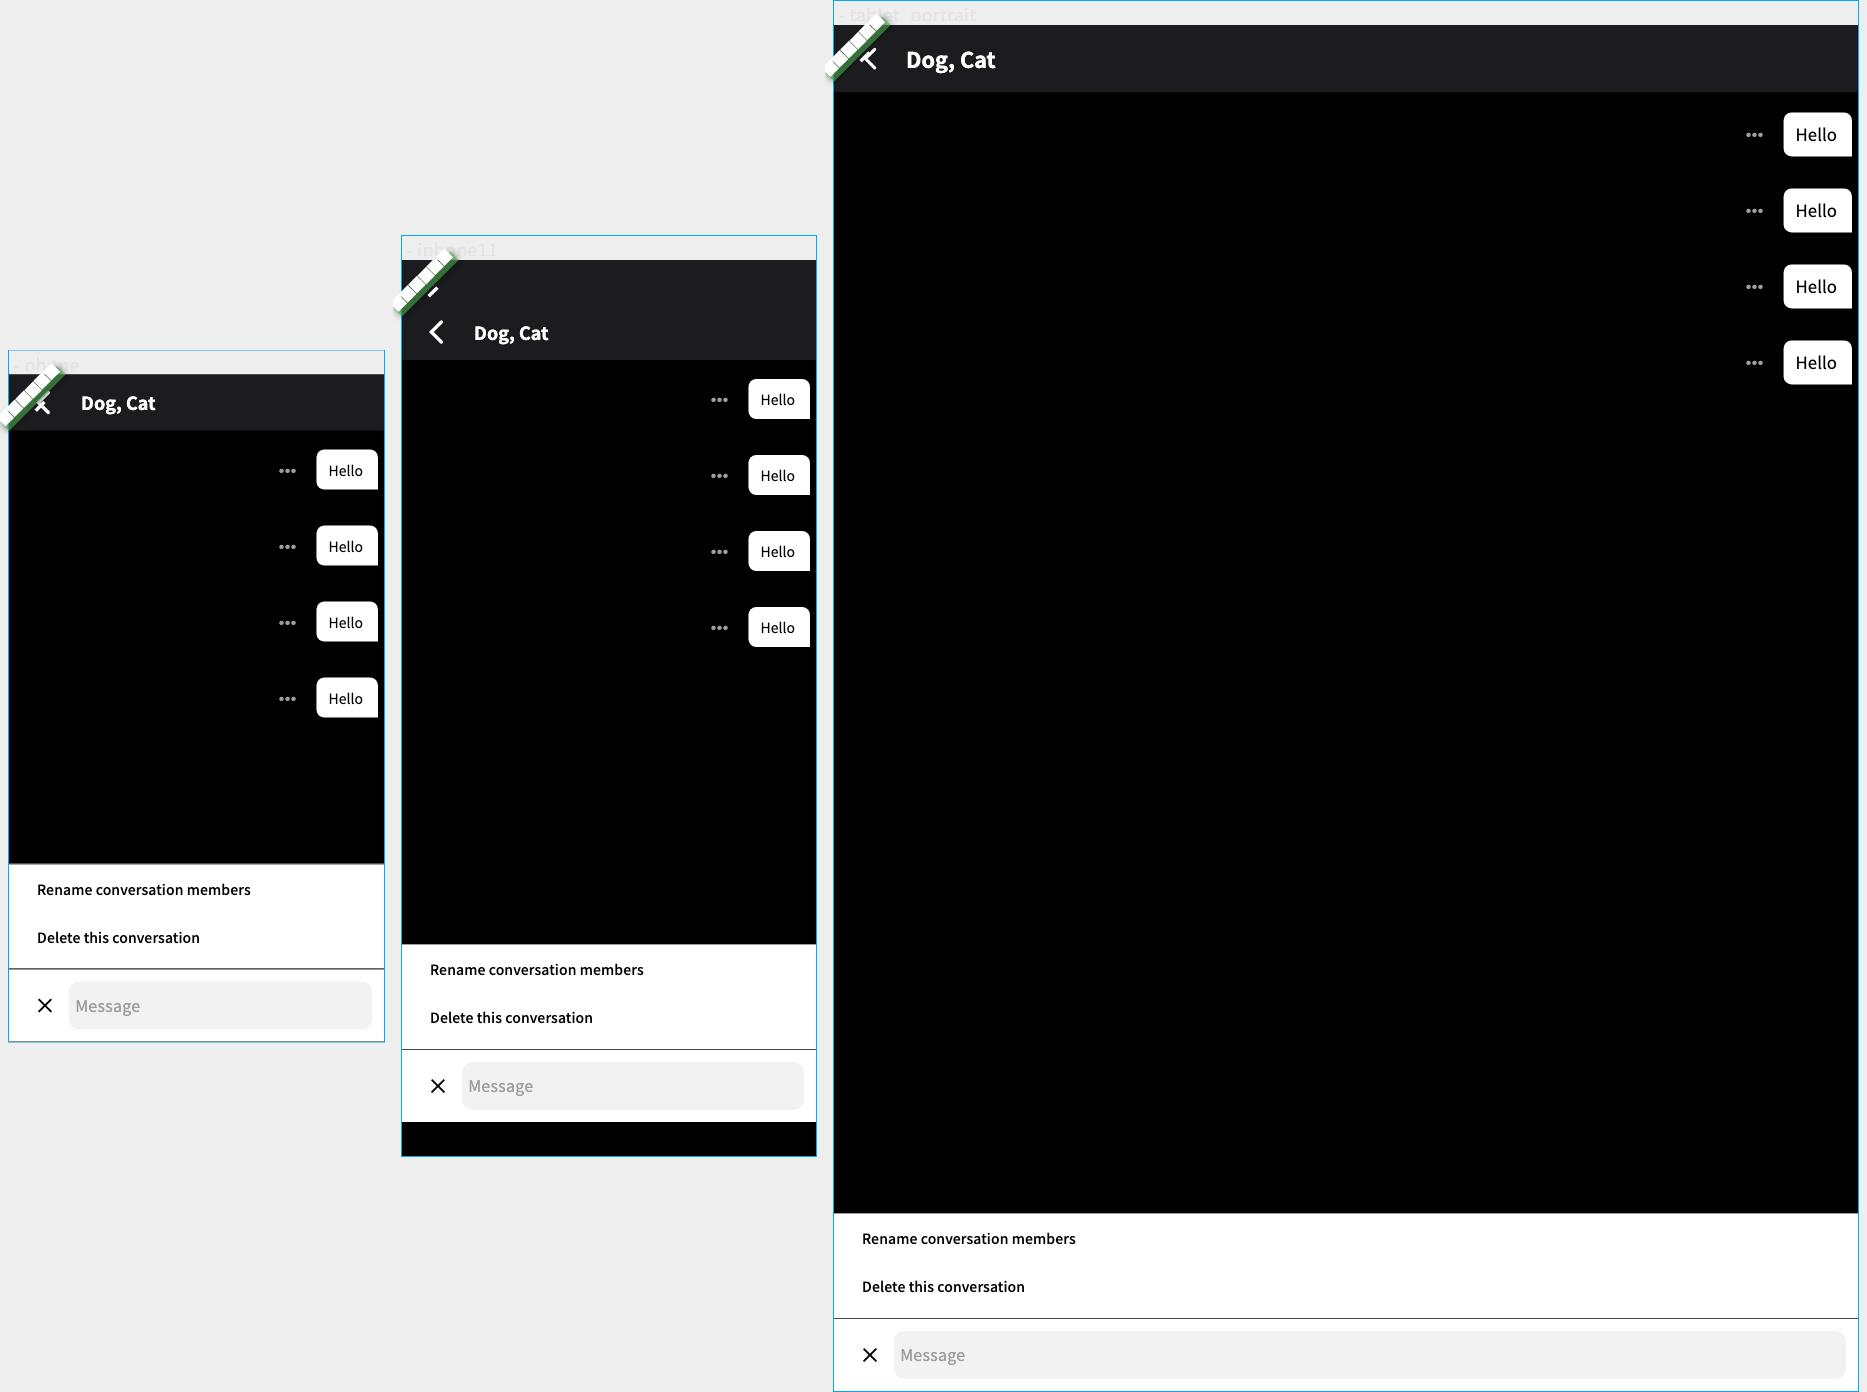 - phone
Dog, Cat
Hello
Hello
Hello
Hello
Rename conversation members
Delete this conversation
Message
- iphone11
Dog, Cat
Hello
Hello
Hello
Hello
Rename conversation members
Delete this conversation
Message
- tablet_portrait
Dog, Cat
Hello
Hello
Hello
Hello
Rename conversation members
Delete this conversation
Message